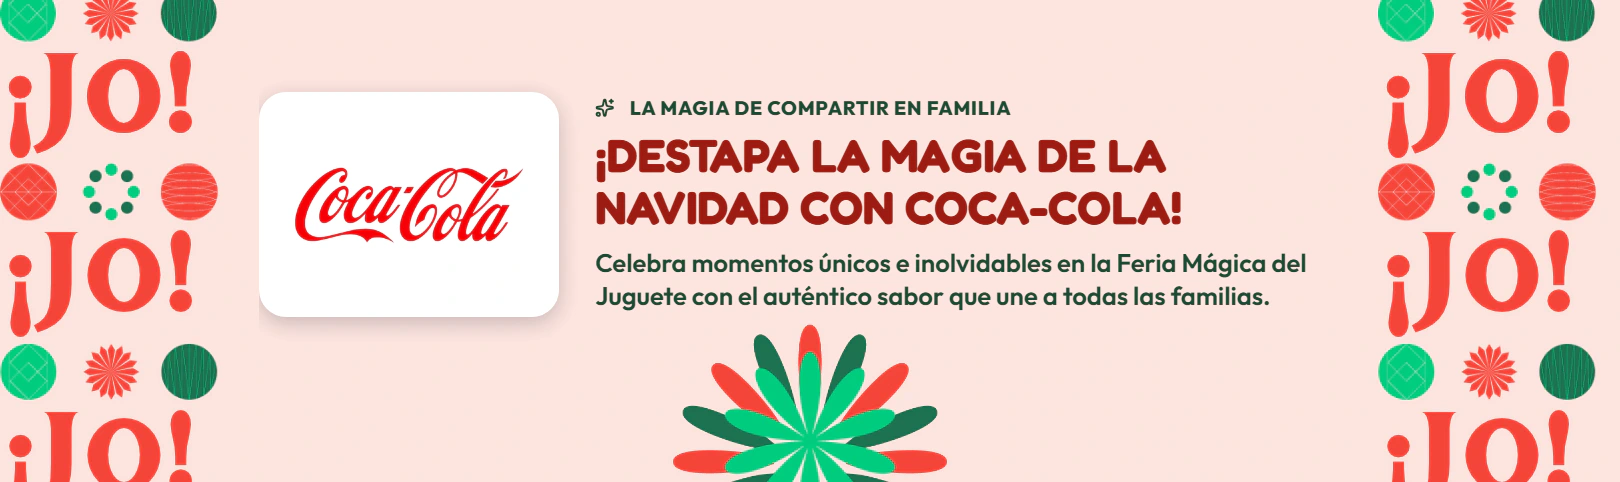 ¡JO!
¡JO!
¡JO!
Coca-Cola
LA MAGIA DE COMPARTIR EN FAMILIA
¡DESTAPA LA MAGIA DE LA
NAVIDAD CON COCA-COLA!
Celebra momentos únicos e inolvidables en la Feria Mágica del
Juguete con el auténtico sabor que une a todas las familias.
¡JO!
¡JO!
¡JO!